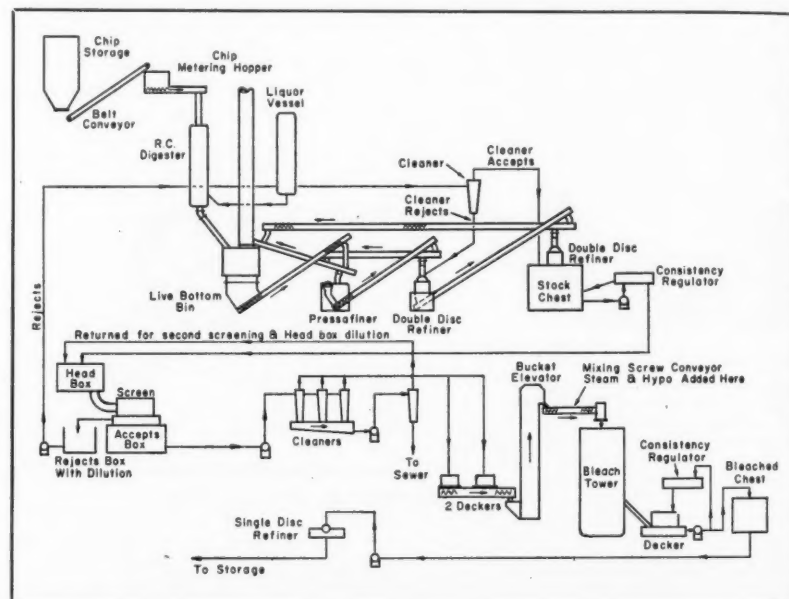 Chip
Storage
Chip
Metering Hopper
Liquor
Vessel
Belt
Conveyor
R.C.
Digester
Cleaner
Cleaner
Accepts
Cleaner
Rejects
Live Bottom
Bin
Pressafiner
Double Disc
Refiner
Double Disc
Refiner
Stock
Chest
Consistency
Regulator
Rejects
Returned for second screening & Head box dilution
Head
Box
Screen
Accepts
Box
Rejects Box
With Dilution
Cleaners
To
Sewer
Bucket
Elevator
Mixing Screw Conveyor
Steam & Hypo Added Here
2 Deckers
Bleach
Tower
Consistency
Regulator
Bleached
Chest
Decker
Single Disc
Refiner
To Storage